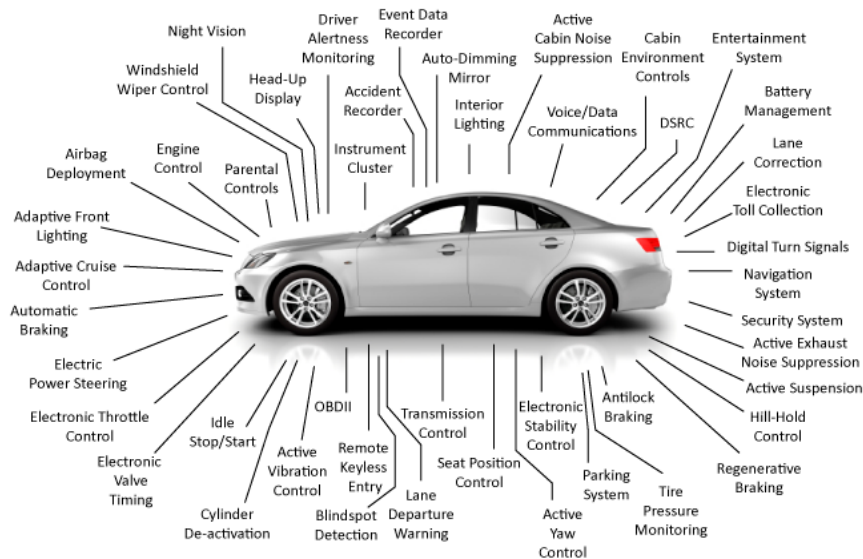 Night Vision
Driver
Alertness
Monitoring
Event Data
Recorder
Active
Cabin Noise
Suppression
Cabin
Environment
Controls
Entertainment
System
Windshield
Wiper Control
Head-Up
Display
Accident
Recorder
Auto-Dimming
Mirror
Interior
Lighting
Voice/Data
Communications
DSRC
Battery
Management
Lane
Correction
Airbag
Deployment
Engine
Control
Parental
Controls
Instrument
Cluster
Electronic
Toll Collection
Adaptive Front
Lighting
Digital Turn Signals
Adaptive Cruise
Control
Navigation
System
Automatic
Braking
Security System
Electric
Power Steering
Active Exhaust
Noise Suppression
Electronic Throttle
Control
Active Suspension
Electronic
Valve
Timing
Idle
Stop/Start
Cylinder
De-activation
Active
Vibration
Control
OBDII
Remote
Keyless
Entry
Blindspot
Detection
Lane
Departure
Warning
Transmission
Control
Seat Position
Control
Electronic
Stability
Control
Active
Yaw
Control
Parking
System
Antilock
Braking
Tire
Pressure
Monitoring
Hill-Hold
Control
Regenerative
Braking